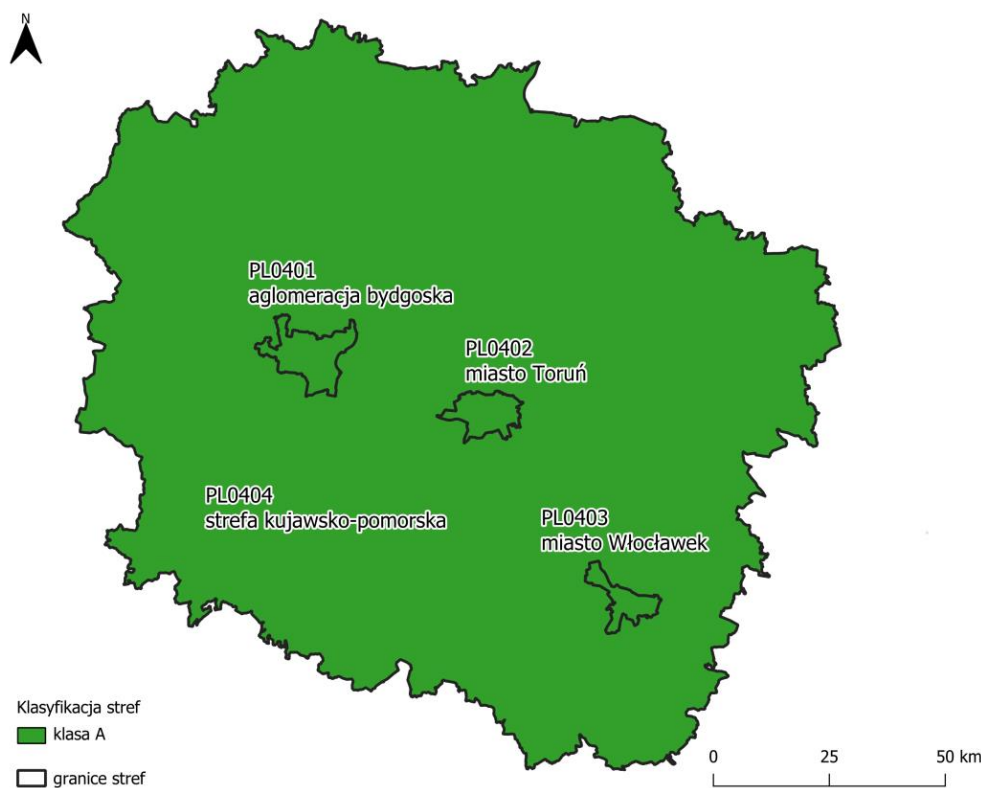 N
PL0401
aglomeracja bydgoska
PL0402
miasto Toruń
PL0404
strefa kujawsko-pomorska
PL0403
miasto Włocławek
Klasyfikacja stref
klasa A
granice stref
0 25 50 km